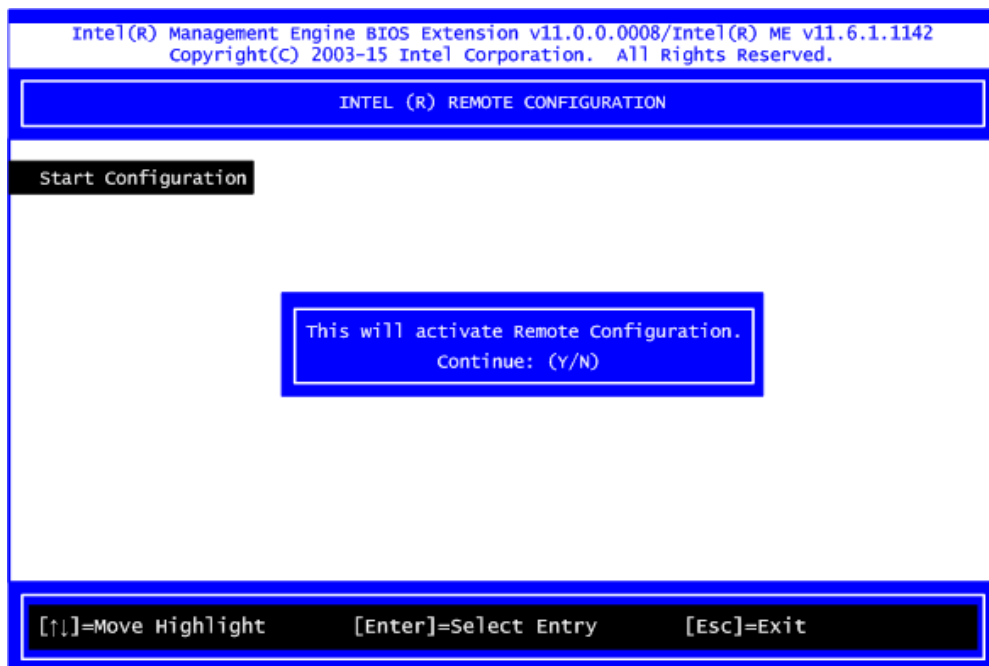 Intel(R) Management Engine BIOS Extension v11.0.0.0008/Intel(R) ME v11.6.1.1142
Copyright(C) 2003-15 Intel Corporation. All Rights Reserved.
INTEL (R) REMOTE CONFIGURATION
Start Configuration
This will activate Remote Configuration.
Continue: (Y/N)
[↑↓]=Move Highlight [Enter]=Select Entry [Esc]=Exit